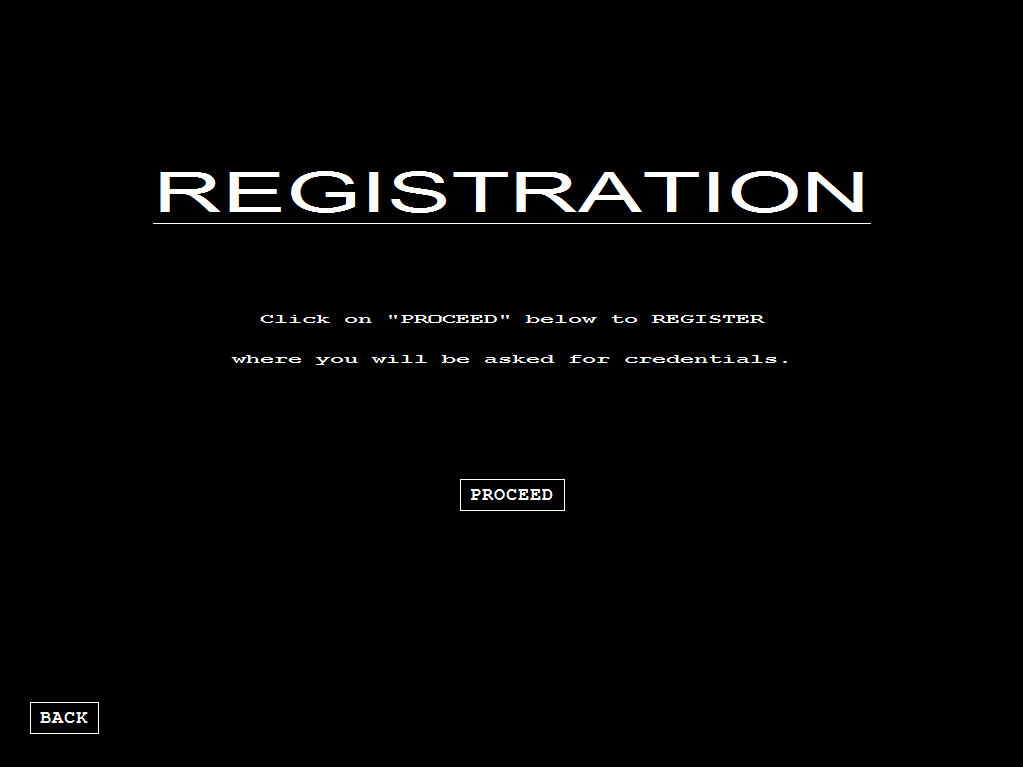 REGISTRATION
Click on "PROCEED" below to REGISTER
where you will be asked for credentials.
PROCEED
BACK